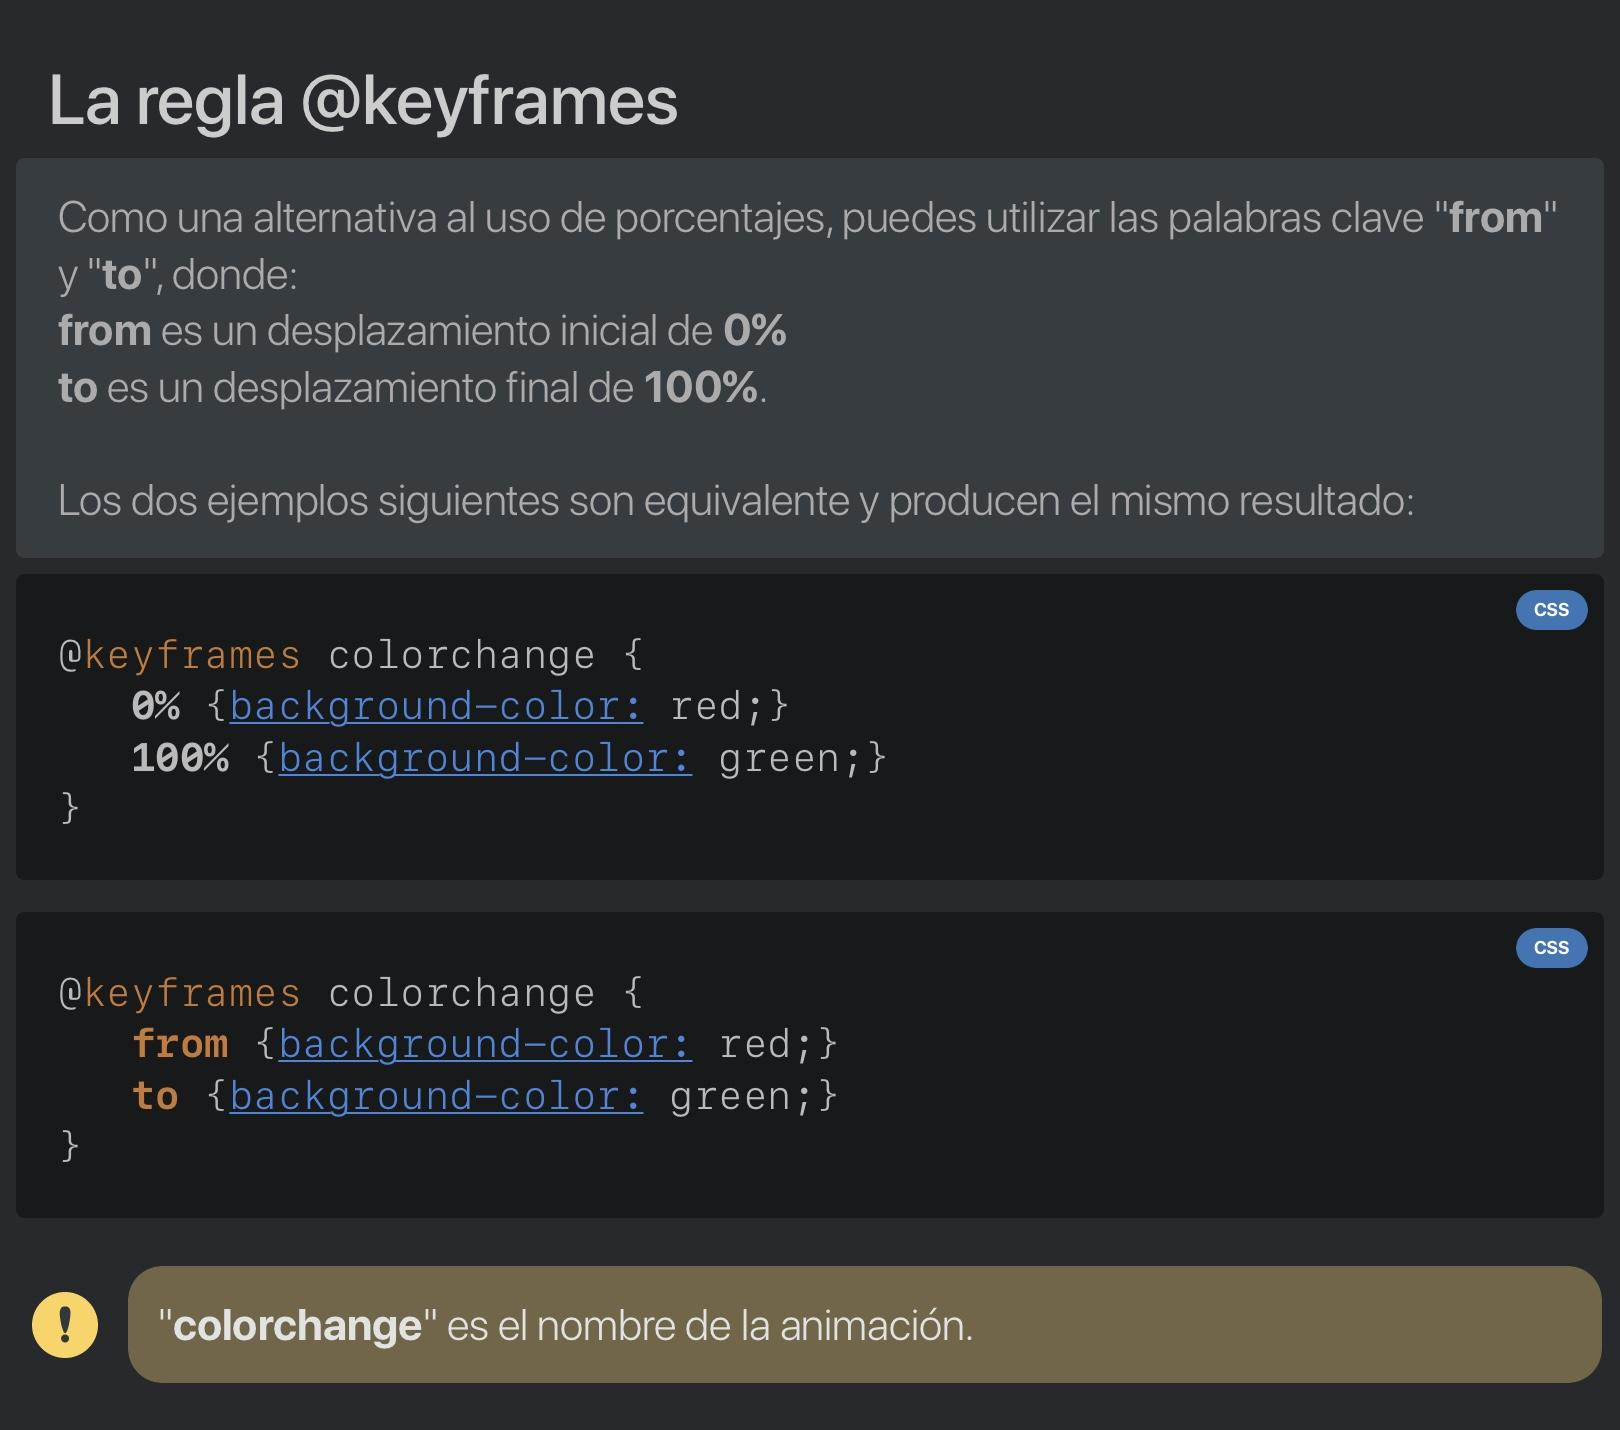 La regla @keyframes
Como una alternativa al uso de porcentajes, puedes utilizar las palabras clave "from"
y "to", donde:
from es un desplazamiento inicial de 0%
to es un desplazamiento final de 100%.
Los dos ejemplos siguientes son equivalente y producen el mismo resultado:
CSS
@keyframes colorchange {
0% {background-color: red;}
100% {background-color: green;}
}
CSS
@keyframes colorchange {
from {background-color: red;}
to {background-color: green;}
}
"colorchange" es el nombre de la animación.